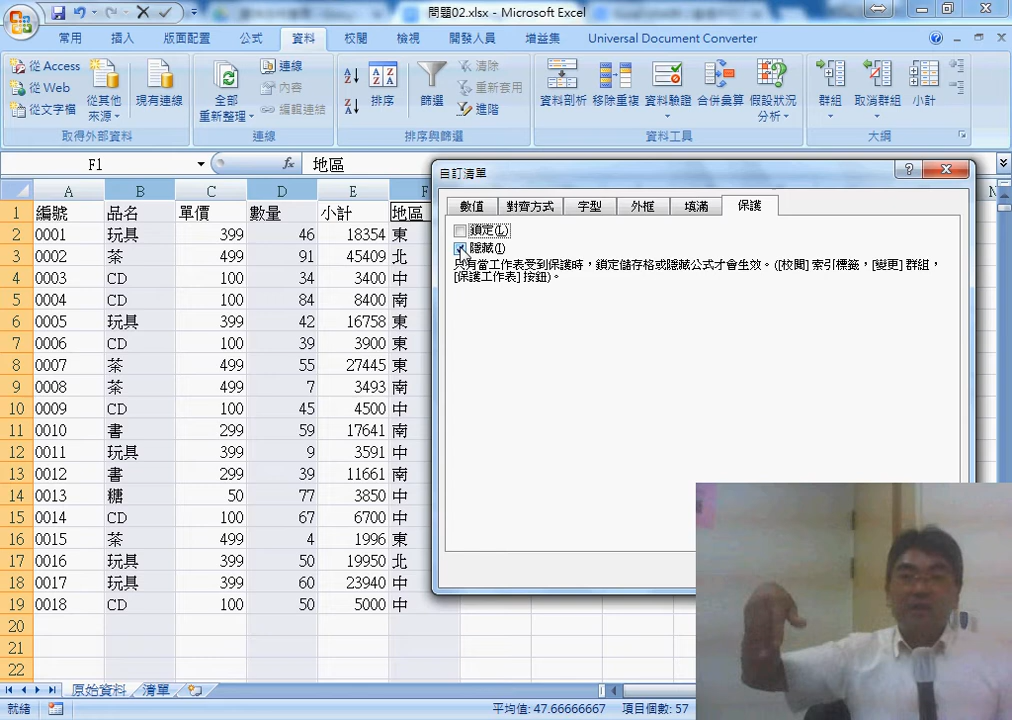 問題02.xlsx - Microsoft Excel
常用 插入 版面配置 公式 資料 校閱 檢視 開發人員 增益集 Universal Document Converter
從 Access
從 Web
從文字檔
從其他來源
現有連線
取得外部資料
全部重新整理
連線
內容
編輯連結
連線
排序
篩選
清除
重新套用
進階
排序與篩選
資料剖析 移除重複 資料驗證 合併彙算 假設狀況分析
資料工具
群組 取消群組 小計
大綱
F1 fx 地區
A B C D E F N
1 編號 品名 單價 數量 小計 地區
2 0001 玩具 399 46 18354 東
3 0002 茶 499 91 45409 北
4 0003 CD 100 34 3400 中
5 0004 CD 100 84 8400 南
6 0005 玩具 399 42 16758 東
7 0006 CD 100 39 3900 東
8 0007 茶 499 55 27445 東
9 0008 茶 499 7 3493 南
10 0009 CD 100 45 4500 中
11 0010 書 299 59 17641 南
12 0011 玩具 399 9 3591 中
13 0012 書 299 39 11661 南
14 0013 糖 50 77 3850 中
15 0014 CD 100 67 6700 中
16 0015 茶 499 4 1996 東
17 0016 玩具 399 50 19950 北
18 0017 玩具 399 60 23940 中
19 0018 CD 100 50 5000 中
20
21
22
自訂清單
數值 對齊方式 字型 外框 填滿 保護
鎖定(L)
隱藏(I)
只有當工作表受到保護時，鎖定儲存格或隱藏公式才會生效。([校閱] 索引標籤，[變更] 群組，
[保護工作表] 按鈕)。
原始資料 清單
就緒 平均值: 47.66666667 項目個數: 57